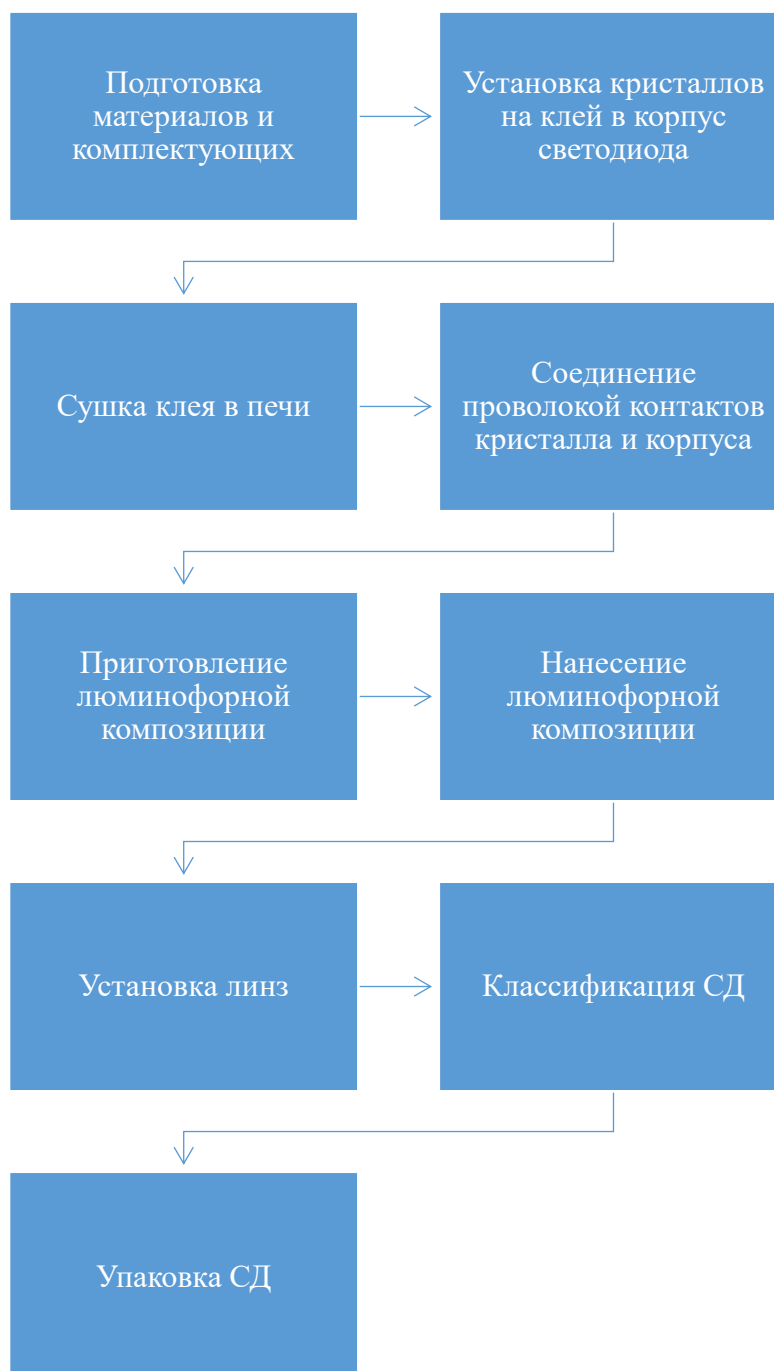 Подготовка
материалов и
комплектующих
Установка кристаллов
на клей в корпус
светодиода
Сушка клея в печи
Соединение
проволокой контактов
кристалла и корпуса
Приготовление
люминофорной
композиции
Нанесение
люминофорной
композиции
Установка линз
Классификация СД
Упаковка СД